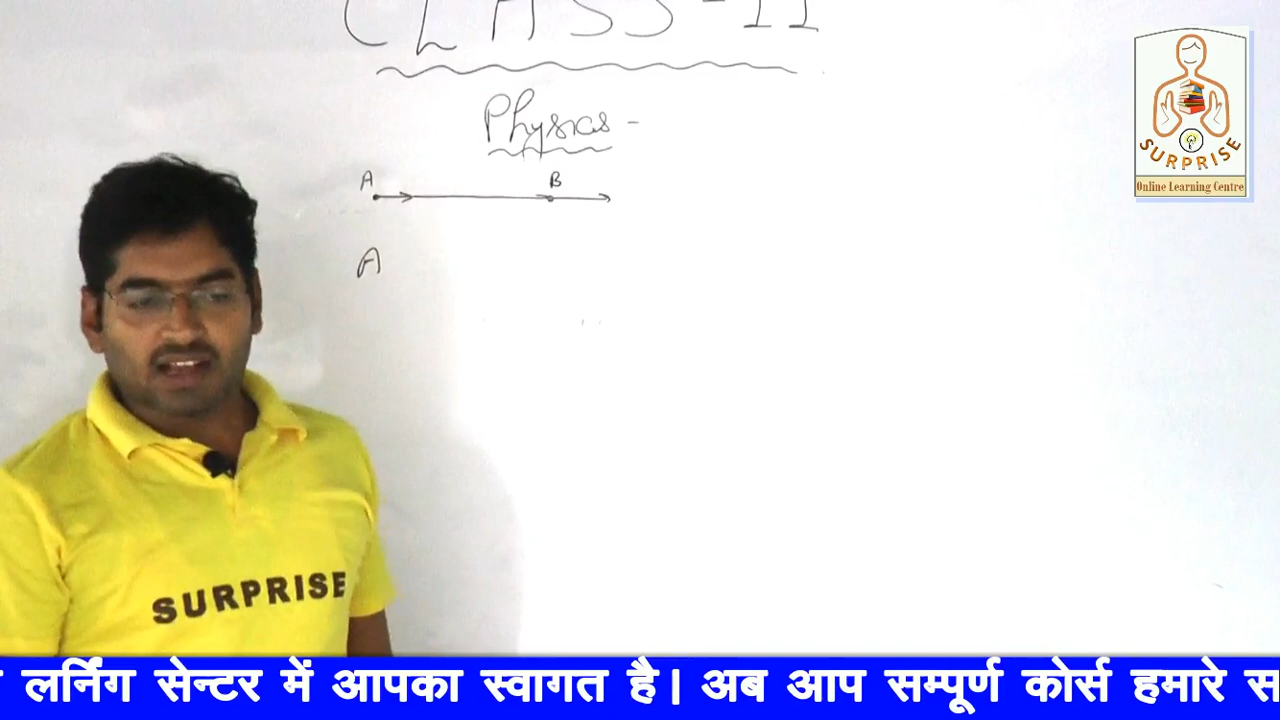 CLASS-11
Physics -
A B
A
SURPRISE
Online Learning Centre
SURPRISE
लर्निंग सेन्टर में आपका स्वागत है। अब आप सम्पूर्ण कोर्स हमारे